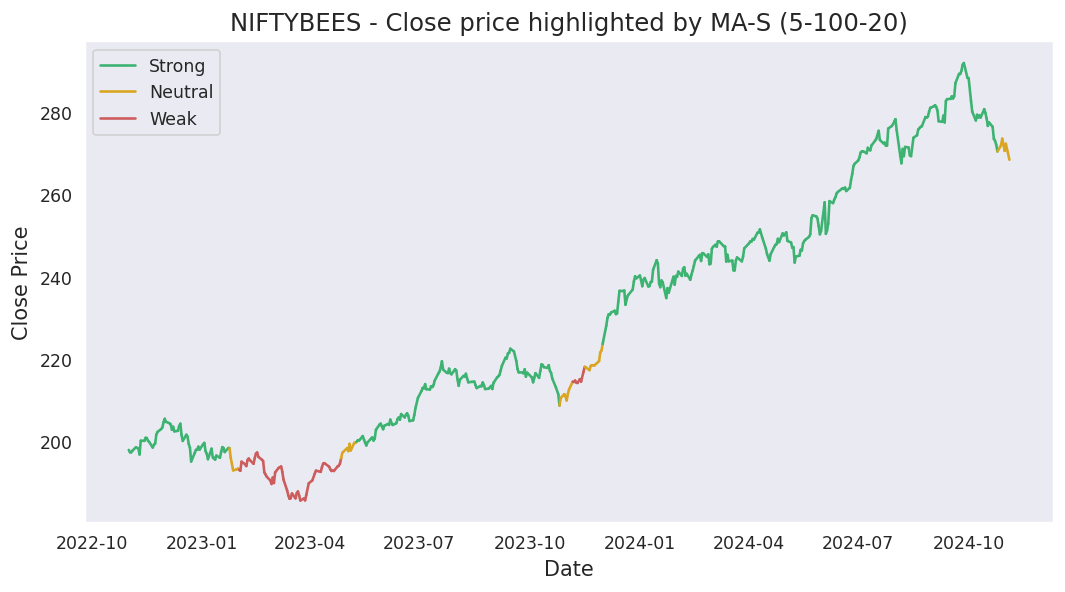 NIFTYBEES - Close price highlighted by MA-S (5-100-20)
Strong
Neutral
Weak
Close Price
280
260
240
220
200
2022-10 2023-01 2023-04 2023-07 2023-10 2024-01 2024-04 2024-07 2024-10
Date